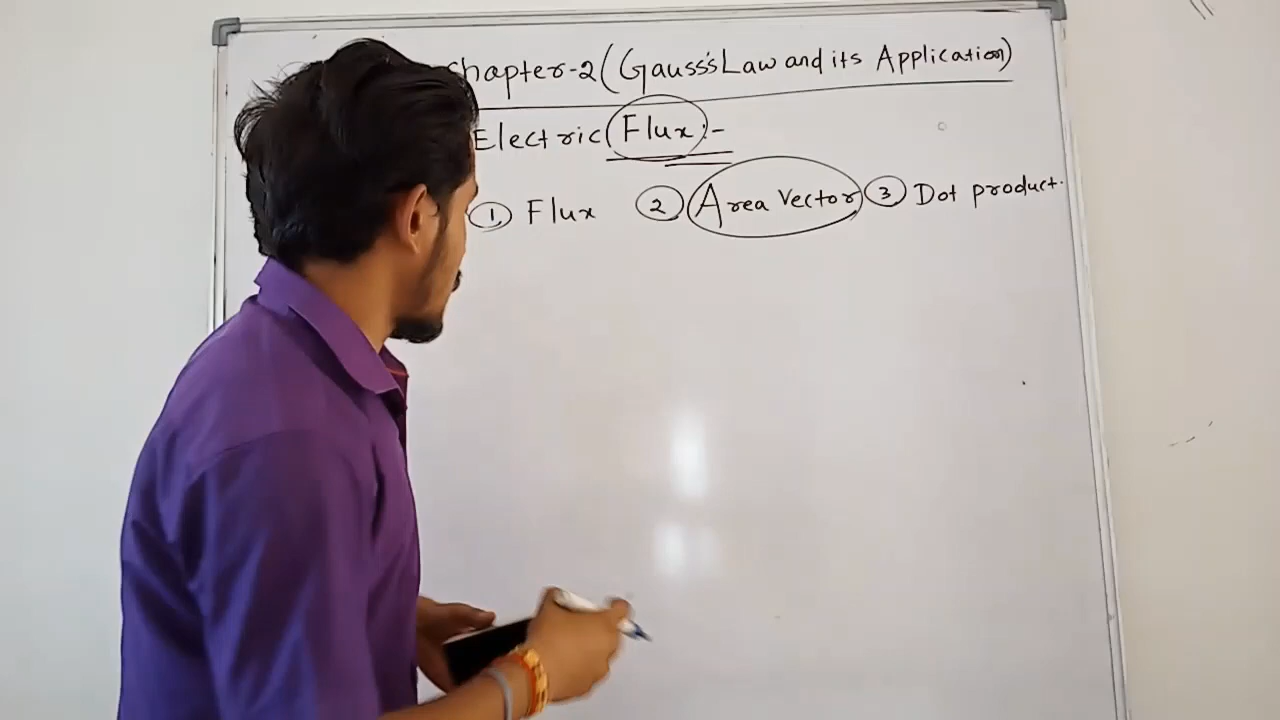 Chapter-2 (Gauss's Law and its Application)
Electric Flux :-
① Flux ② Area Vector ③ Dot product.